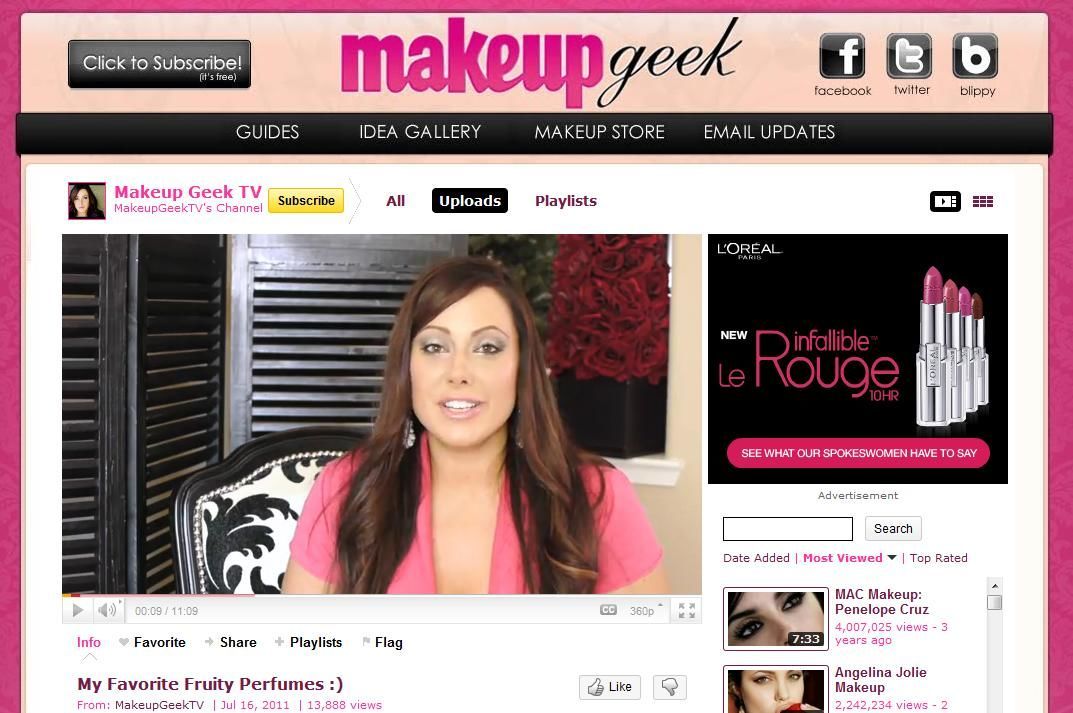 Click to Subscribe!
(it's free)
makeupgeek
facebook
twitter
blippy
GUIDES
IDEA GALLERY
MAKEUP STORE
EMAIL UPDATES
Makeup Geek TV
MakeupGeekTV's Channel
Subscribe
All
Uploads
Playlists
L'ORÉAL
PARIS
NEW
infallible™
Le Rouge
10HR
L'ORÉAL
SEE WHAT OUR SPOKESWOMEN HAVE TO SAY
Advertisement
Search
Date Added | Most Viewed | Top Rated
00:09 / 11:09
CC
360p
Info
Favorite
Share
Playlists
Flag
My Favorite Fruity Perfumes :)
Like
From: MakeupGeekTV | Jul 16, 2011 | 13,888 views
7:33
MAC Makeup:
Penelope Cruz
4,007,025 views - 3
years ago
Angelina Jolie
Makeup
2,242,234 views - 2